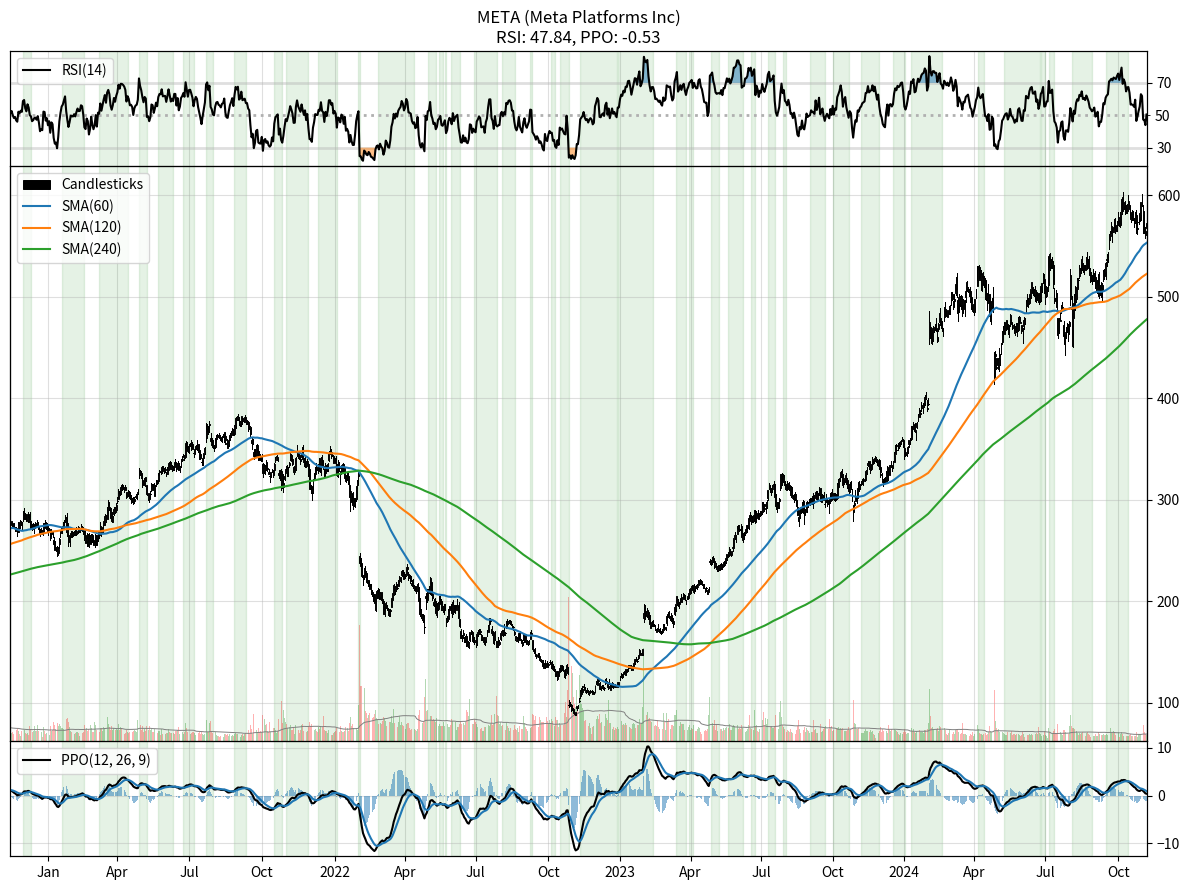 META (Meta Platforms Inc)
RSI: 47.84, PPO: -0.53
RSI(14)
70
50
30
Candlesticks
SMA(60)
SMA(120)
SMA(240)
600
500
400
300
200
100
PPO(12, 26, 9)
10
0
−10
Jan Apr Jul Oct 2022 Apr Jul Oct 2023 Apr Jul Oct 2024 Apr Jul Oct